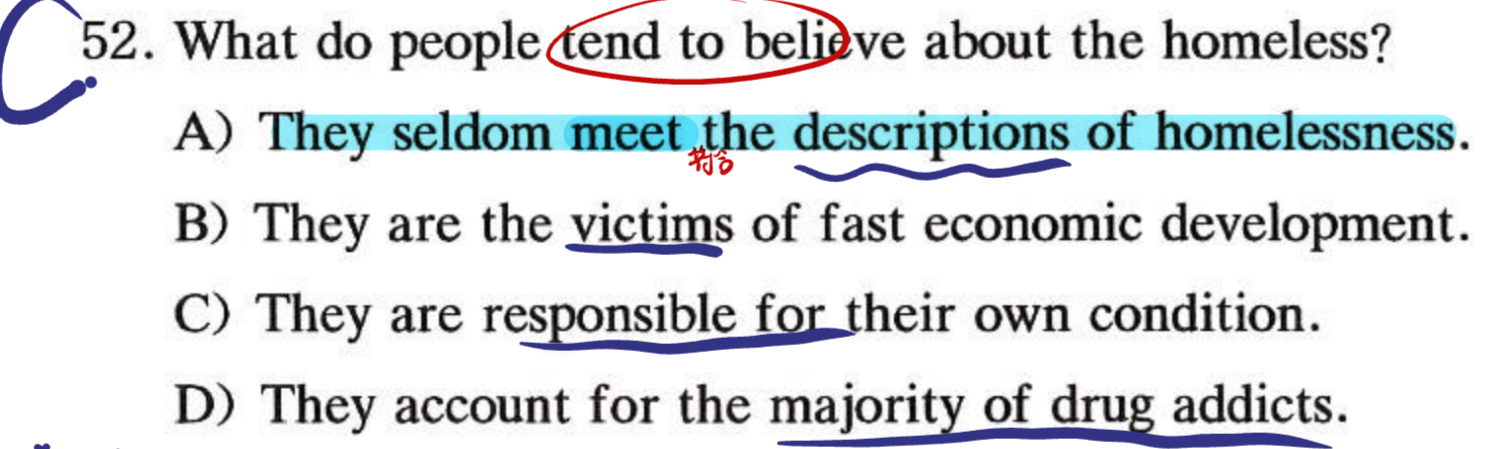 C
52. What do people tend to believe about the homeless?
A) They seldom meet the descriptions of homelessness.
符合
B) They are the victims of fast economic development.
C) They are responsible for their own condition.
D) They account for the majority of drug addicts.